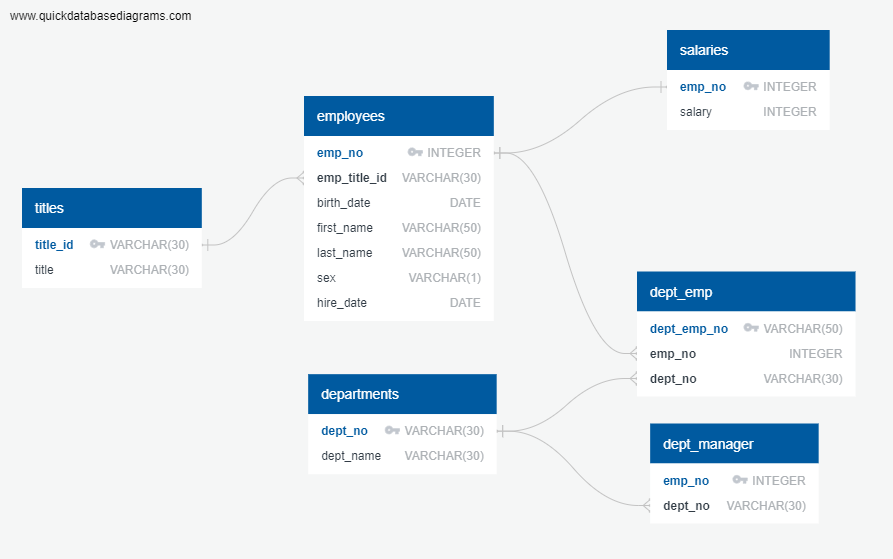 www.quickdatabasediagrams.com
titles
title_id VARCHAR(30)
title VARCHAR(30)
employees
emp_no INTEGER
emp_title_id VARCHAR(30)
birth_date DATE
first_name VARCHAR(50)
last_name VARCHAR(50)
sex VARCHAR(1)
hire_date DATE
departments
dept_no VARCHAR(30)
dept_name VARCHAR(30)
salaries
emp_no INTEGER
salary INTEGER
dept_emp
dept_emp_no VARCHAR(50)
emp_no INTEGER
dept_no VARCHAR(30)
dept_manager
emp_no INTEGER
dept_no VARCHAR(30)